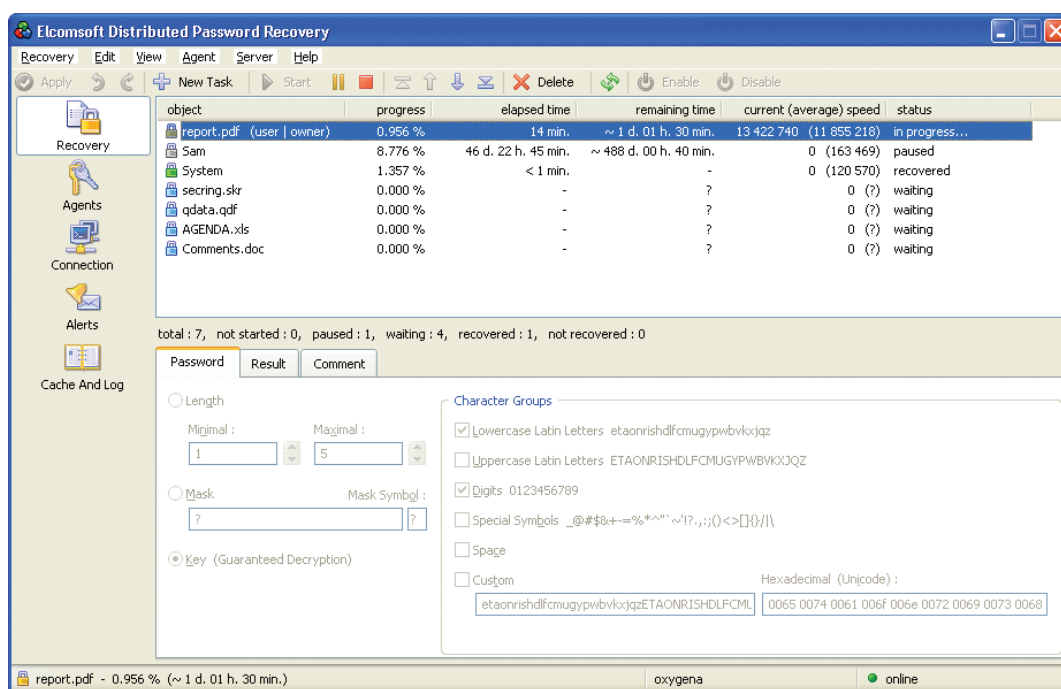 Elcomsoft Distributed Password Recovery
Recovery Edit View Agent Server Help
Apply New Task Start Delete Enable Disable
Recovery
Agents
Connection
Alerts
Cache And Log
object progress elapsed time remaining time current (average) speed status
report.pdf (user | owner) 0.956 % 14 min. ~ 1 d. 01 h. 30 min. 13 422 740 (11 855 218) in progress...
Sam 8.776 % 46 d. 22 h. 45 min. ~ 488 d. 00 h. 40 min. 0 (163 469) paused
System 1.357 % < 1 min. - 0 (120 570) recovered
secring.skr 0.000 % - ? 0 (?) waiting
qdata.qdf 0.000 % - ? 0 (?) waiting
AGENDA.xls 0.000 % - ? 0 (?) waiting
Comments.doc 0.000 % - ? 0 (?) waiting
total : 7, not started : 0, paused : 1, waiting : 4, recovered : 1, not recovered : 0
Password Result Comment
Length
Minimal : Maximal :
1 5
Mask Mask Symbol :
? ?
Key (Guaranteed Decryption)
Character Groups
Lowercase Latin Letters etaonrishdlfcmugypwbvkxjqz
Uppercase Latin Letters ETAONRISHDLFCMUGYPWBVKXJQZ
Digits 0123456789
Special Symbols _@#$&+-=%*^"`~'!?.,:;()<>[]{}/|\
Space
Custom Hexadecimal (Unicode) :
etaonrishdlfcmugypwbvkxjqzETAONRISHDLFCMU 0065 0074 0061 006f 006e 0072 0069 0073 0068
report.pdf - 0.956 % (~ 1 d. 01 h. 30 min.) oxygena online